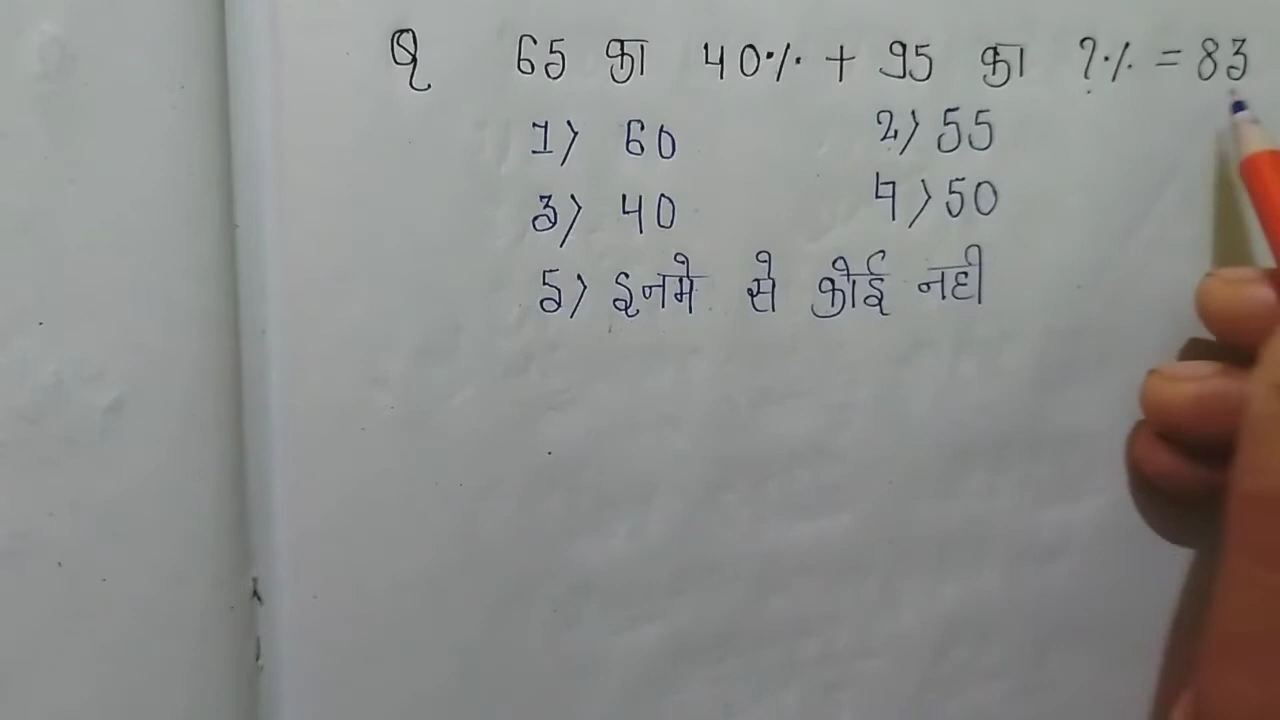 Q 65 का 40% + 95 का ?% = 83
1) 60 2) 55
3) 40 4) 50
5) इनमे से कोई नही